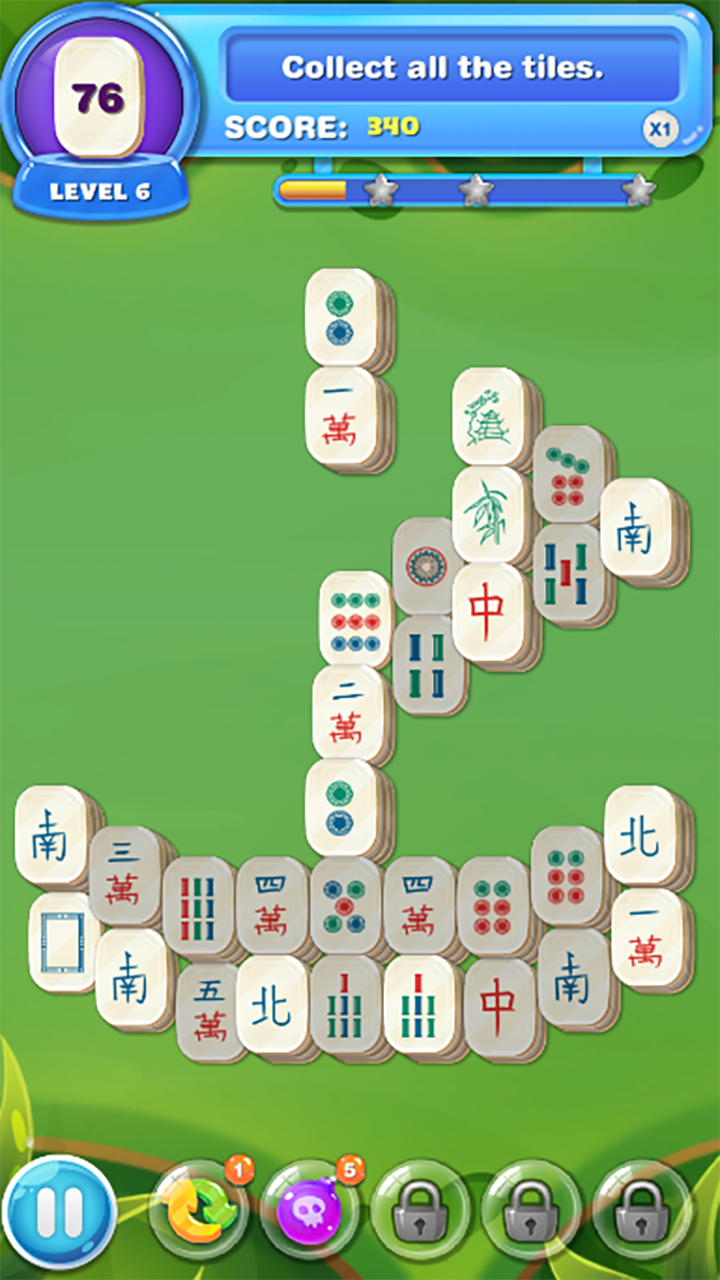 76
Collect all the tiles.
SCORE: 340
X1
LEVEL 6
一
萬
南
中
二
萬
南
北
三
萬
四
萬
四
萬
一
萬
南
南
五
萬
北
中
1
5